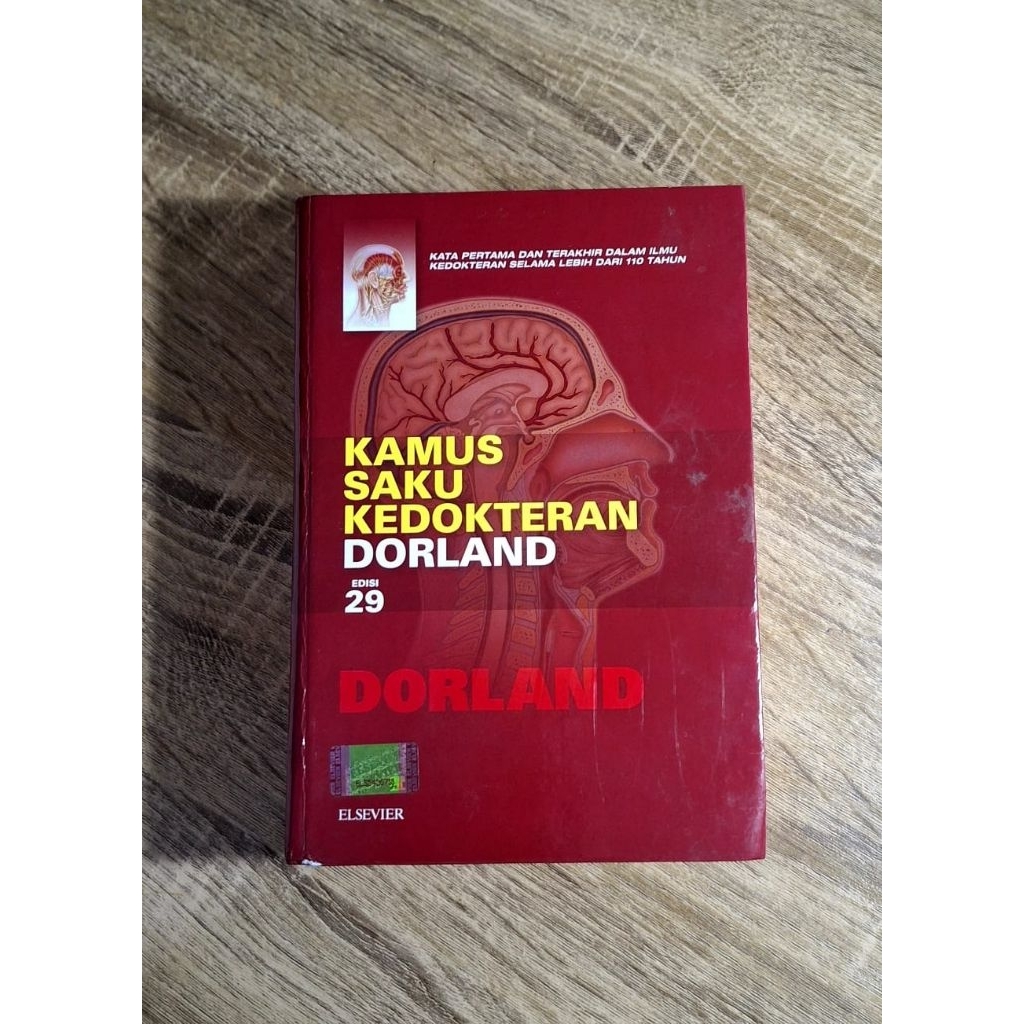 KATA PERTAMA DAN TERAKHIR DALAM ILMU
KEDOKTERAN SELAMA LEBIH DARI 110 TAHUN
KAMUS
SAKU
KEDOKTERAN
DORLAND
EDISI
29
DORLAND
ELSEVIER